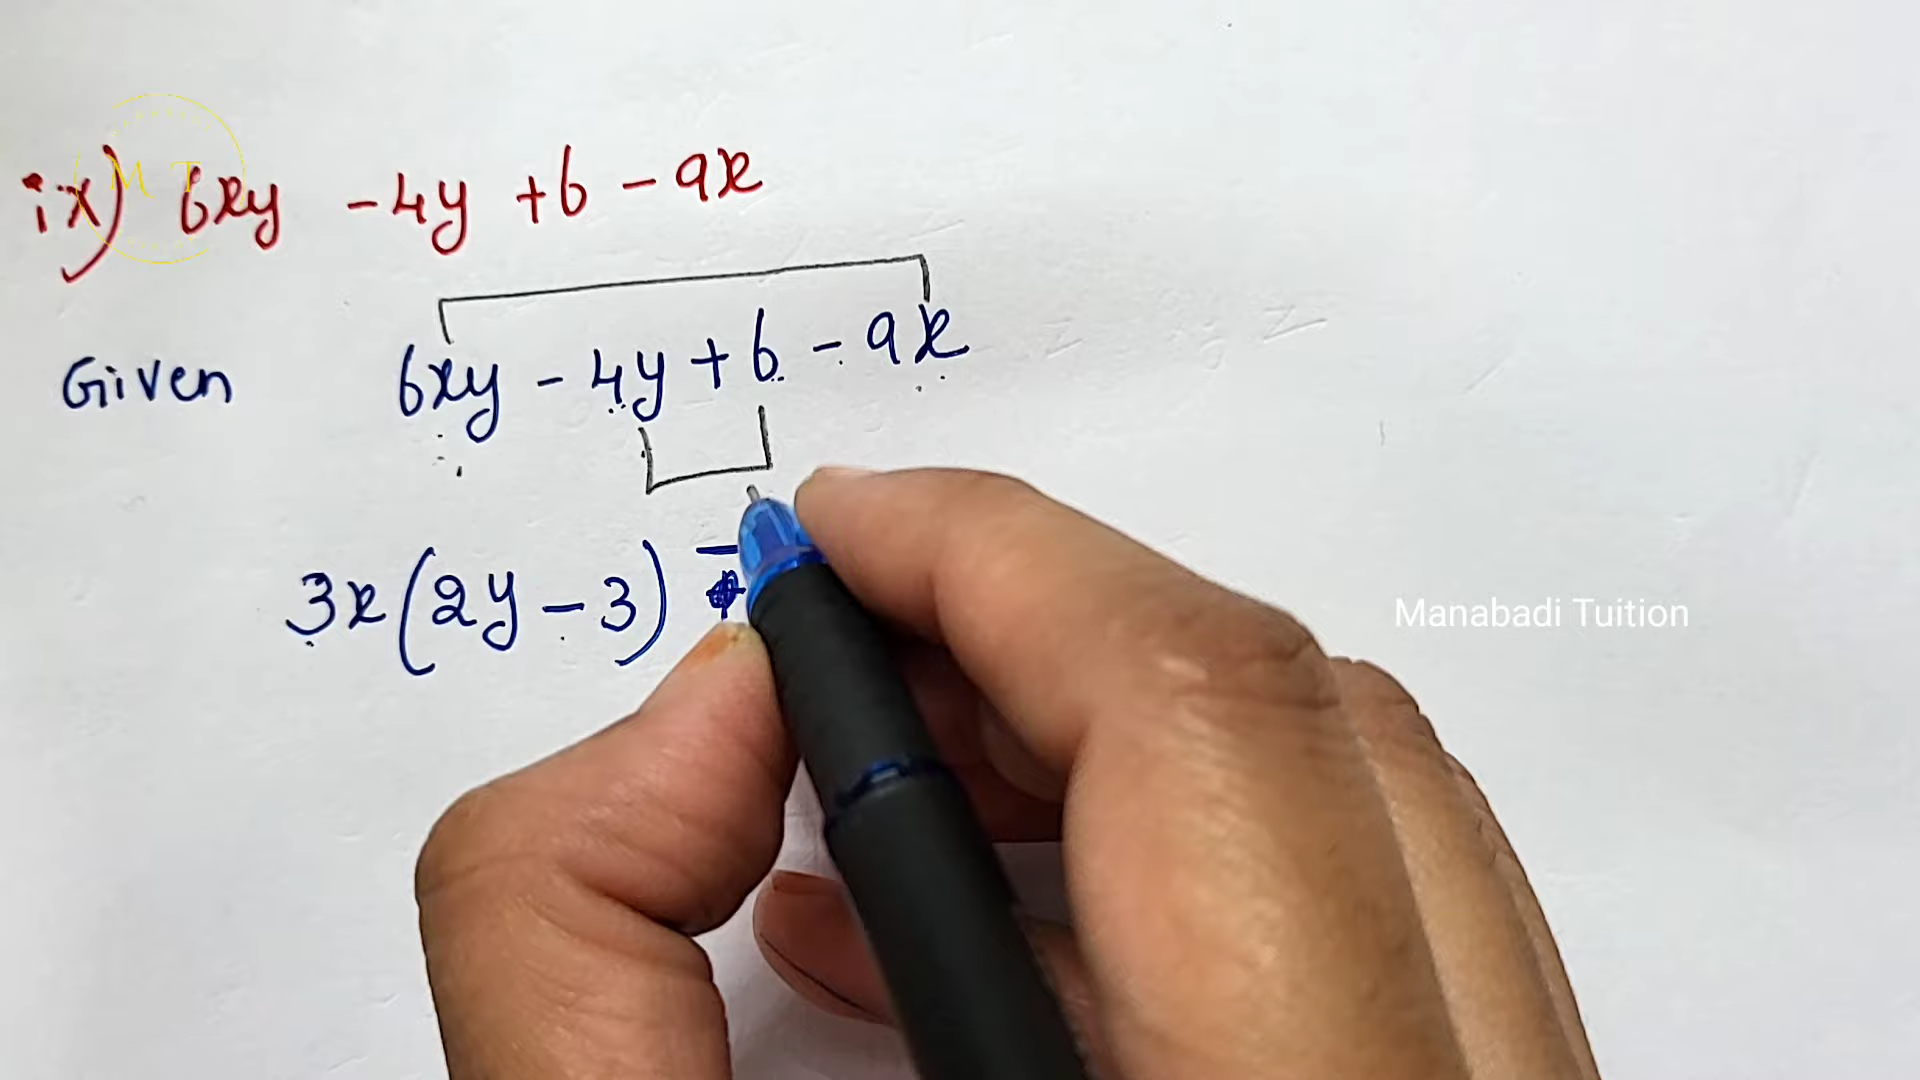 M T
ix) 6xy - 4y + 6 - 9x
Given 6xy - 4y + 6 - 9x
3x(2y - 3) -
Manabadi Tuition